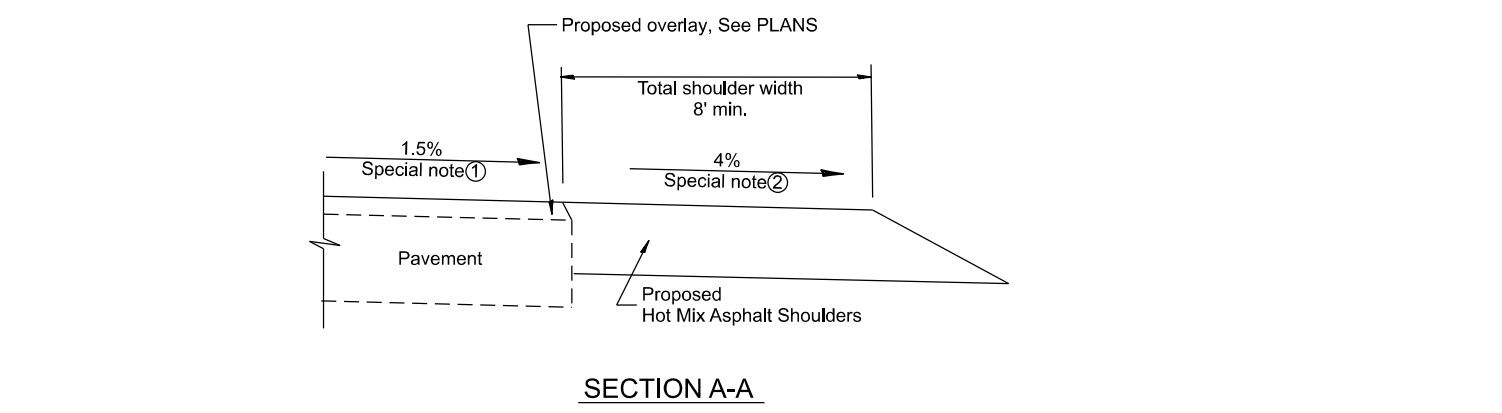 Proposed overlay, See PLANS
Total shoulder width
8' min.
1.5%
Special note①
4%
Special note②
Pavement
Proposed
Hot Mix Asphalt Shoulders
SECTION A-A